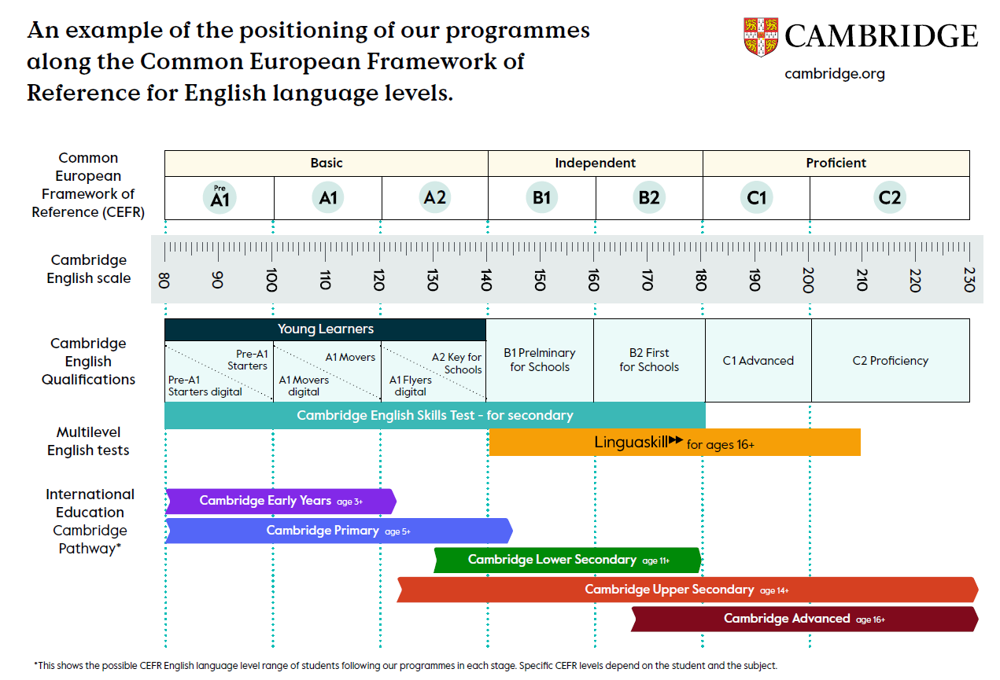 An example of the positioning of our programmes
along the Common European Framework of
Reference for English language levels.
CAMBRIDGE
cambridge.org
Common
European
Framework of
Reference (CEFR)
Basic
Independent
Proficient
Pre
A1
A1
A2
B1
B2
C1
C2
Cambridge
English scale
80
90
100
110
120
130
140
150
160
170
180
190
200
210
220
230
Cambridge
English
Qualifications
Young Learners
Pre-A1
Starters
Pre-A1
Starters digital
A1 Movers
A1 Movers
digital
A2 Key for
Schools
A1 Flyers
digital
B1 Prelminary
for Schools
B2 First
for Schools
C1 Advanced
C2 Proficiency
Multilevel
English tests
Cambridge English Skills Test - for secondary
Linguaskill for ages 16+
International
Education
Cambridge
Pathway*
Cambridge Early Years age 3+
Cambridge Primary age 5+
Cambridge Lower Secondary age 11+
Cambridge Upper Secondary age 14+
Cambridge Advanced age 16+
*This shows the possible CEFR English language level range of students following our programmes in each stage. Specific CEFR levels depend on the student and the subject.